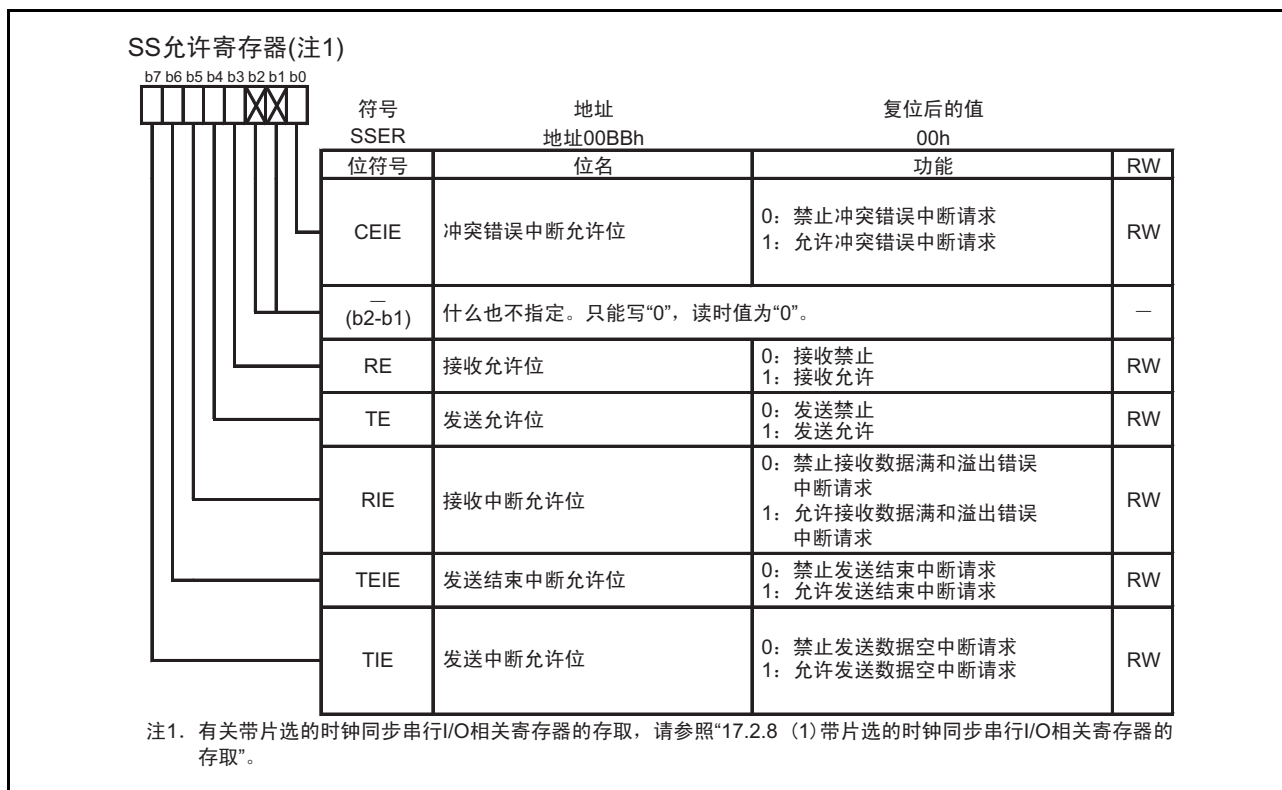 SS允许寄存器(注1)
b7 b6 b5 b4 b3 b2 b1 b0
符号 地址 复位后的值
SSER 地址00BBh 00h
位符号 位名 功能 RW
CEIE 冲突错误中断允许位 0：禁止冲突错误中断请求 RW
1：允许冲突错误中断请求
— (b2-b1) 什么也不指定。只能写“0”，读时值为“0”。 —
RE 接收允许位 0：接收禁止 RW
1：接收允许
TE 发送允许位 0：发送禁止 RW
1：发送允许
RIE 接收中断允许位 0：禁止接收数据满和溢出错误 RW
中断请求
1：允许接收数据满和溢出错误
中断请求
TEIE 发送结束中断允许位 0：禁止发送结束中断请求 RW
1：允许发送结束中断请求
TIE 发送中断允许位 0：禁止发送数据空中断请求 RW
1：允许发送数据空中断请求
注1. 有关带片选的时钟同步串行I/O相关寄存器的存取，请参照“17.2.8 (1)带片选的时钟同步串行I/O相关寄存器的
存取”。